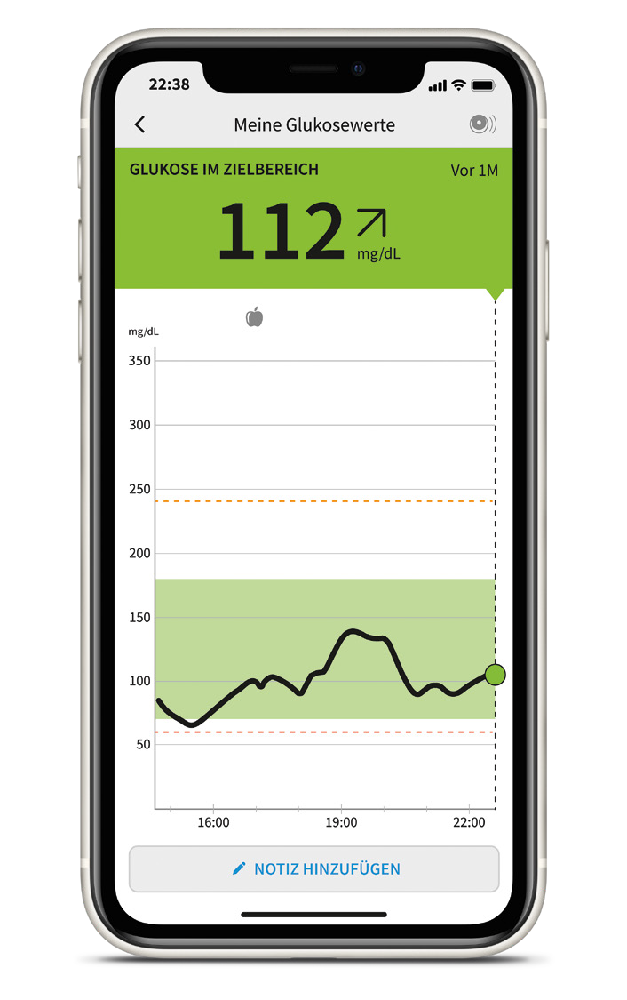 22:38
Meine Glukosewerte
GLUKOSE IM ZIELBEREICH
Vor 1M
112
mg/dL
mg/dL
350
300
250
200
150
100
50
16:00
19:00
22:00
NOTIZ HINZUFÜGEN